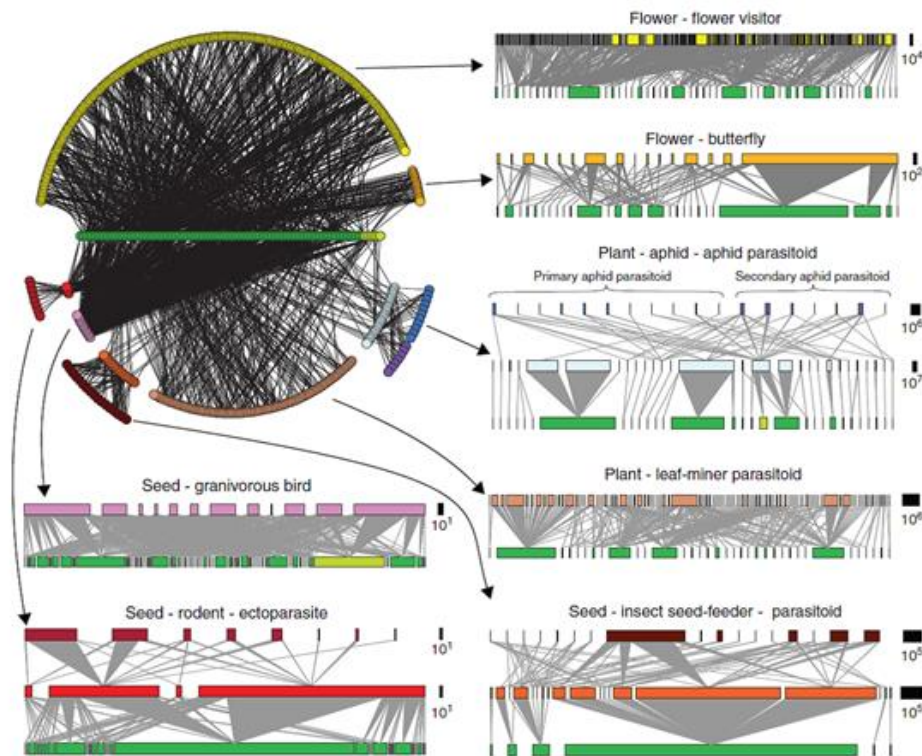 Flower - flower visitor
10⁴
Flower - butterfly
10²
Plant - aphid - aphid parasitoid
Primary aphid parasitoid
Secondary aphid parasitoid
10⁶
10⁷
Plant - leaf-miner parasitoid
10⁶
Seed - granivorous bird
10¹
Seed - rodent - ectoparasite
10¹
10¹
Seed - insect seed-feeder - parasitoid
10⁵
10⁵